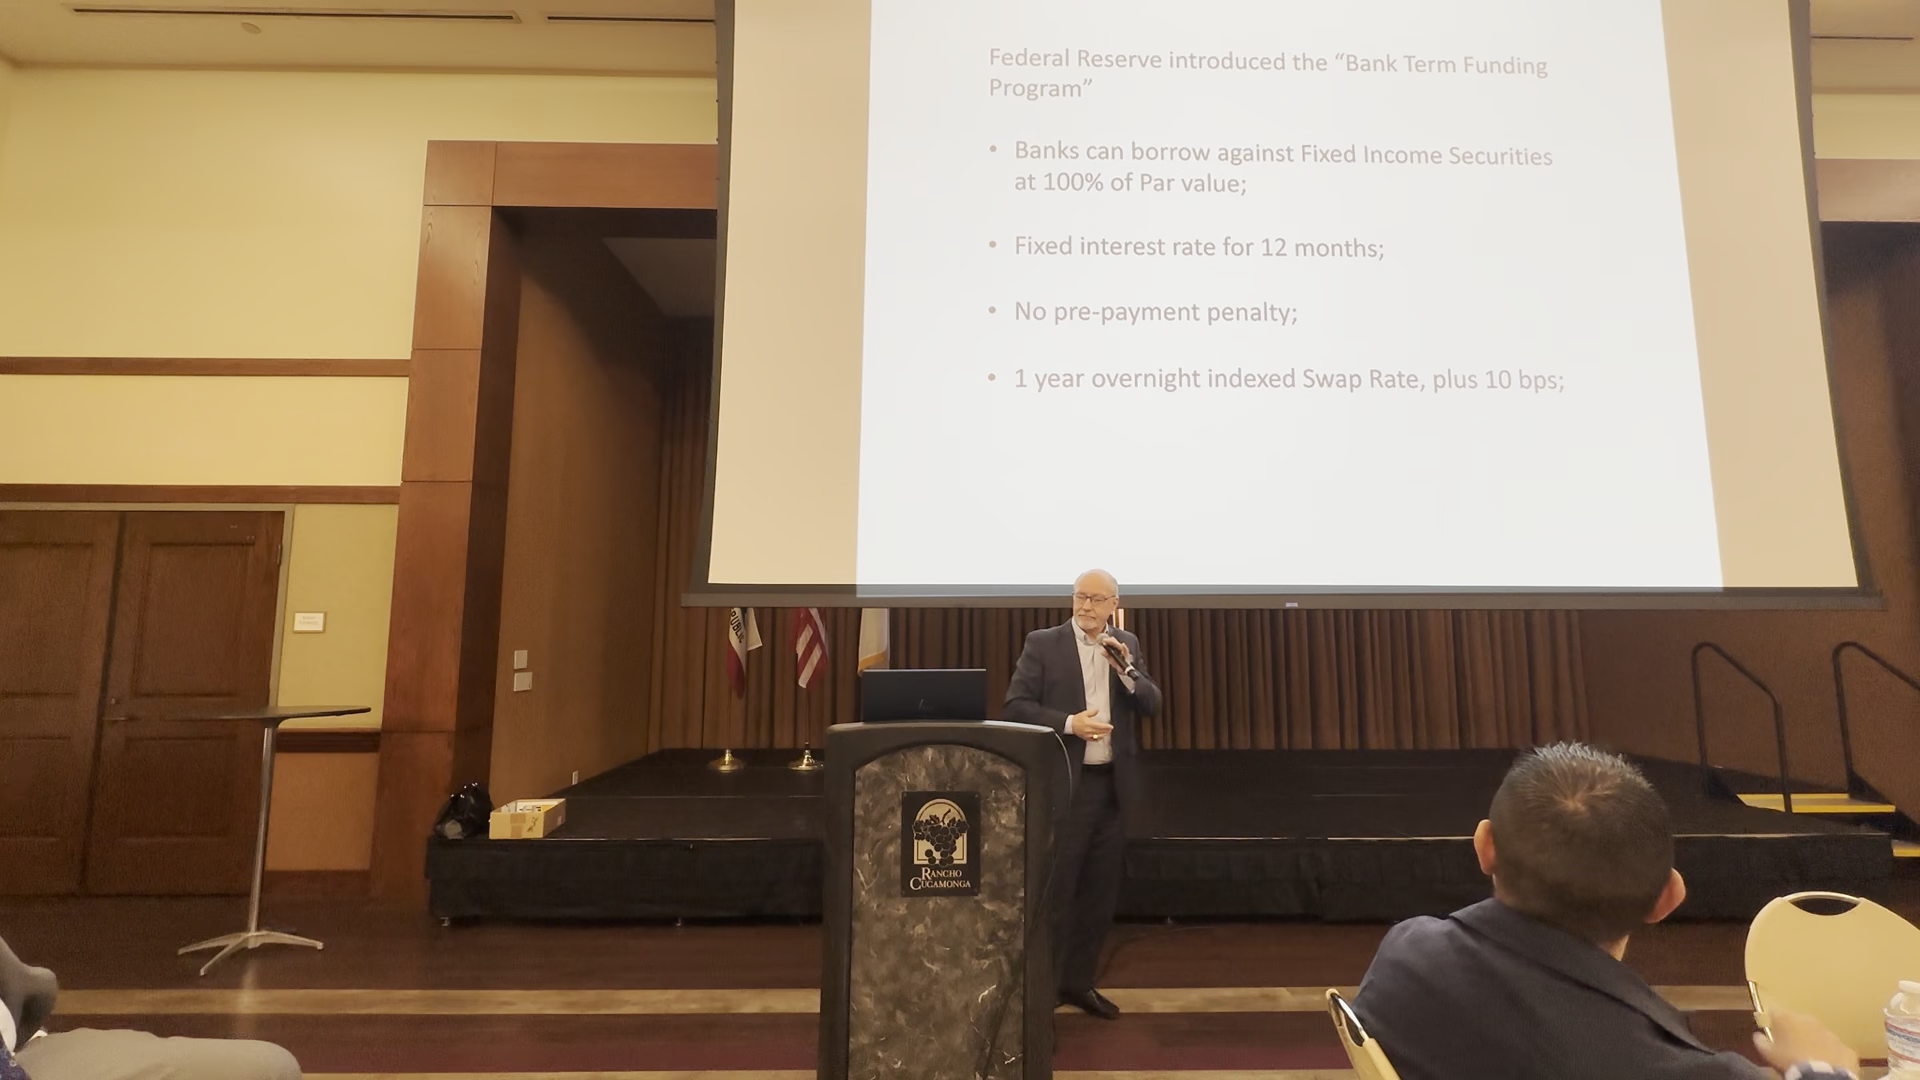 Federal Reserve introduced the “Bank Term Funding
Program”
• Banks can borrow against Fixed Income Securities
at 100% of Par value;
• Fixed interest rate for 12 months;
• No pre-payment penalty;
• 1 year overnight indexed Swap Rate, plus 10 bps;
RANCHO
CUCAMONGA